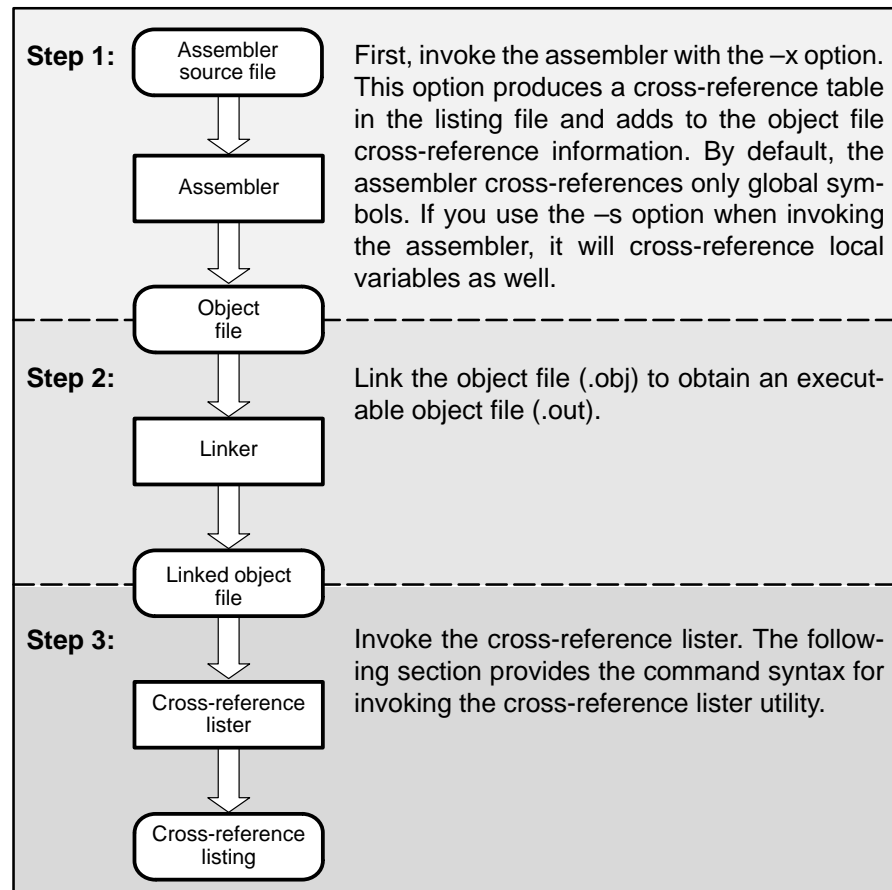 Step 1:
Assembler
source file
First, invoke the assembler with the –x option.
This option produces a cross-reference table
in the listing file and adds to the object file
cross-reference information. By default, the
assembler cross-references only global sym-
bols. If you use the –s option when invoking
the assembler, it will cross-reference local
variables as well.
Assembler
Object
file
Step 2:
Link the object file (.obj) to obtain an execut-
able object file (.out).
Linker
Linked object
file
Step 3:
Invoke the cross-reference lister. The follow-
ing section provides the command syntax for
invoking the cross-reference lister utility.
Cross-reference
lister
Cross-reference
listing